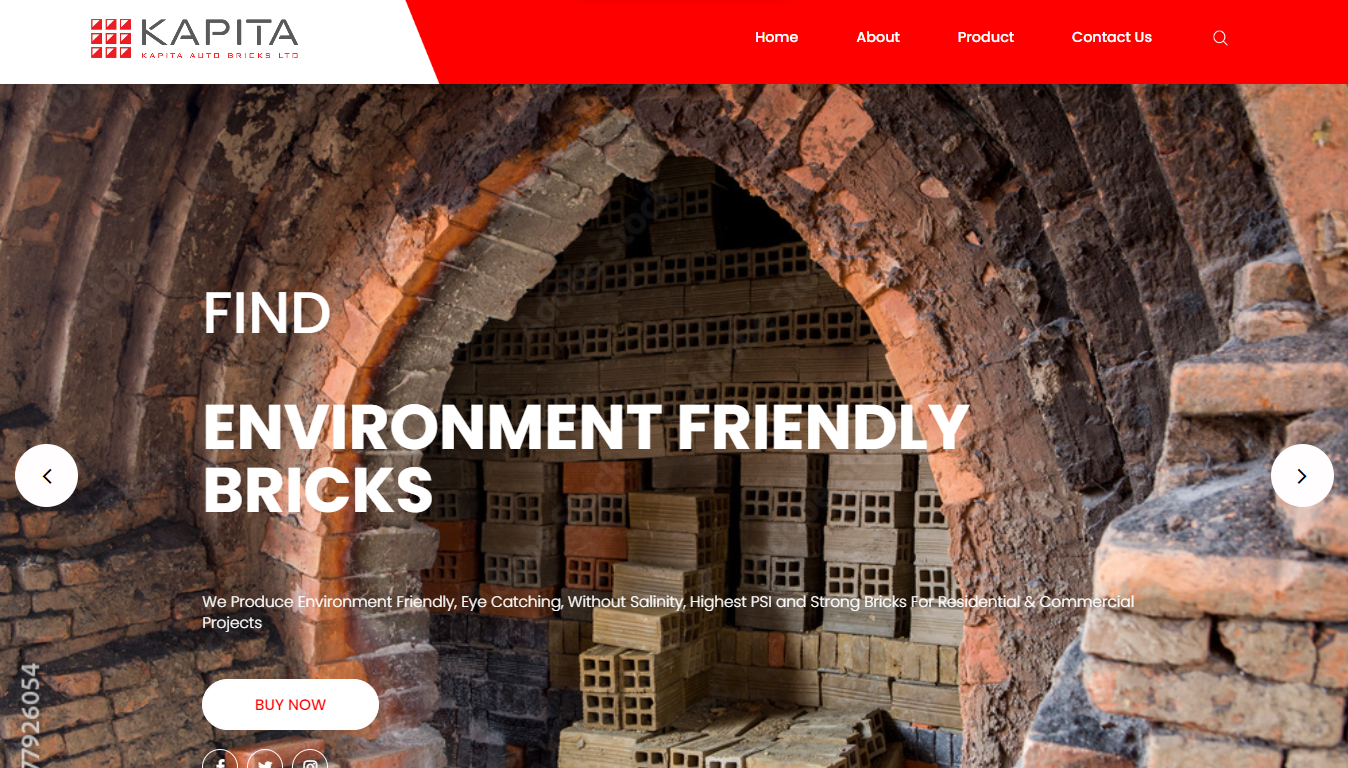 KAPITA
KAPITA AUTO BRICKS LTD
Home About Product Contact Us
FIND
ENVIRONMENT FRIENDLY
BRICKS
We Produce Environment Friendly, Eye Catching, Without Salinity, Highest PSI and Strong Bricks For Residential & Commercial
Projects
BUY NOW